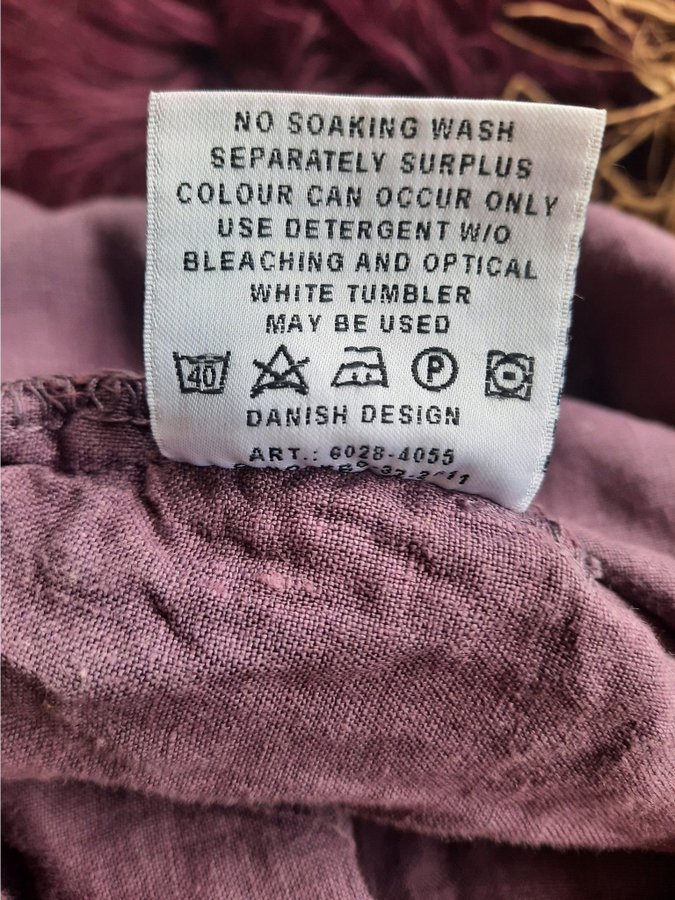 NO SOAKING WASH
SEPARATELY SURPLUS
COLOUR CAN OCCUR ONLY
USE DETERGENT W/O
BLEACHING AND OPTICAL
WHITE TUMBLER
MAY BE USED
40 P
DANISH DESIGN
ART.: 6028-4055